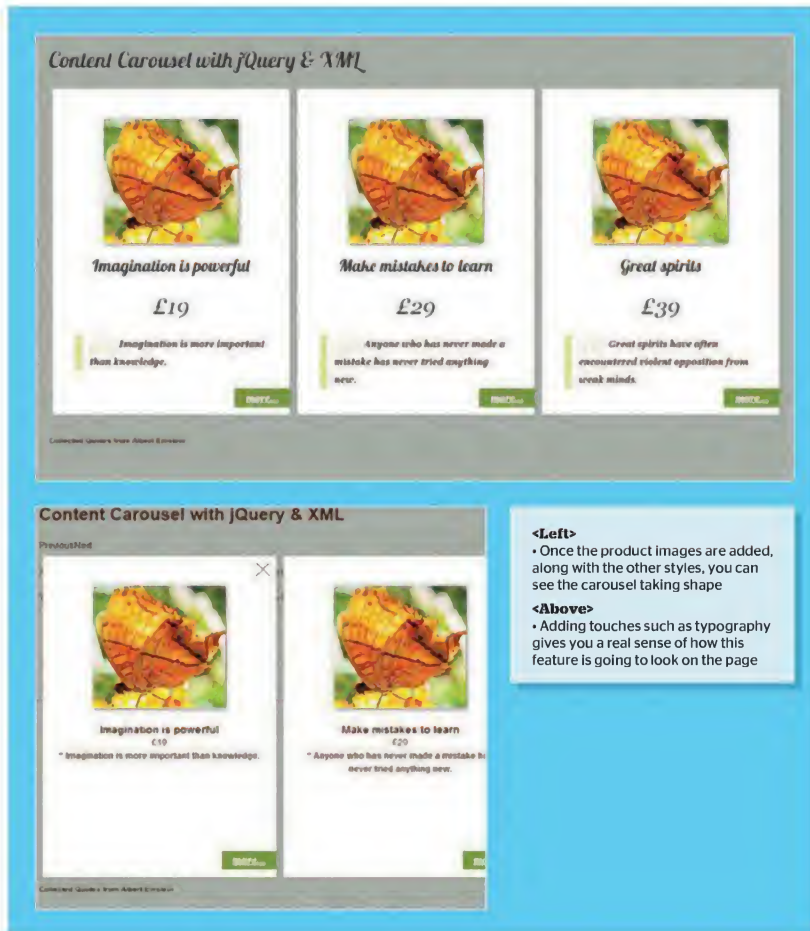 Content Carousel with jQuery & XML
Imagination is powerful
£19
Imagination is more important
than knowledge.
more...
Make mistakes to learn
£29
Anyone who has never made a
mistake has never tried anything
new.
more...
Great spirits
£39
Great spirits have often
encountered violent opposition from
weak minds.
more...
Collected Quotes from Albert Einstein
Content Carousel with jQuery & XML
PreviousNext
Imagination is powerful
£19
" Imagination is more important than knowledge.
more...
Make mistakes to learn
£29
" Anyone who has never made a mistake ha
never tried anything new.
mo
Collected Quotes from Albert Einstein
<Left>
• Once the product images are added,
along with the other styles, you can
see the carousel taking shape
<Above>
• Adding touches such as typography
gives you a real sense of how this
feature is going to look on the page